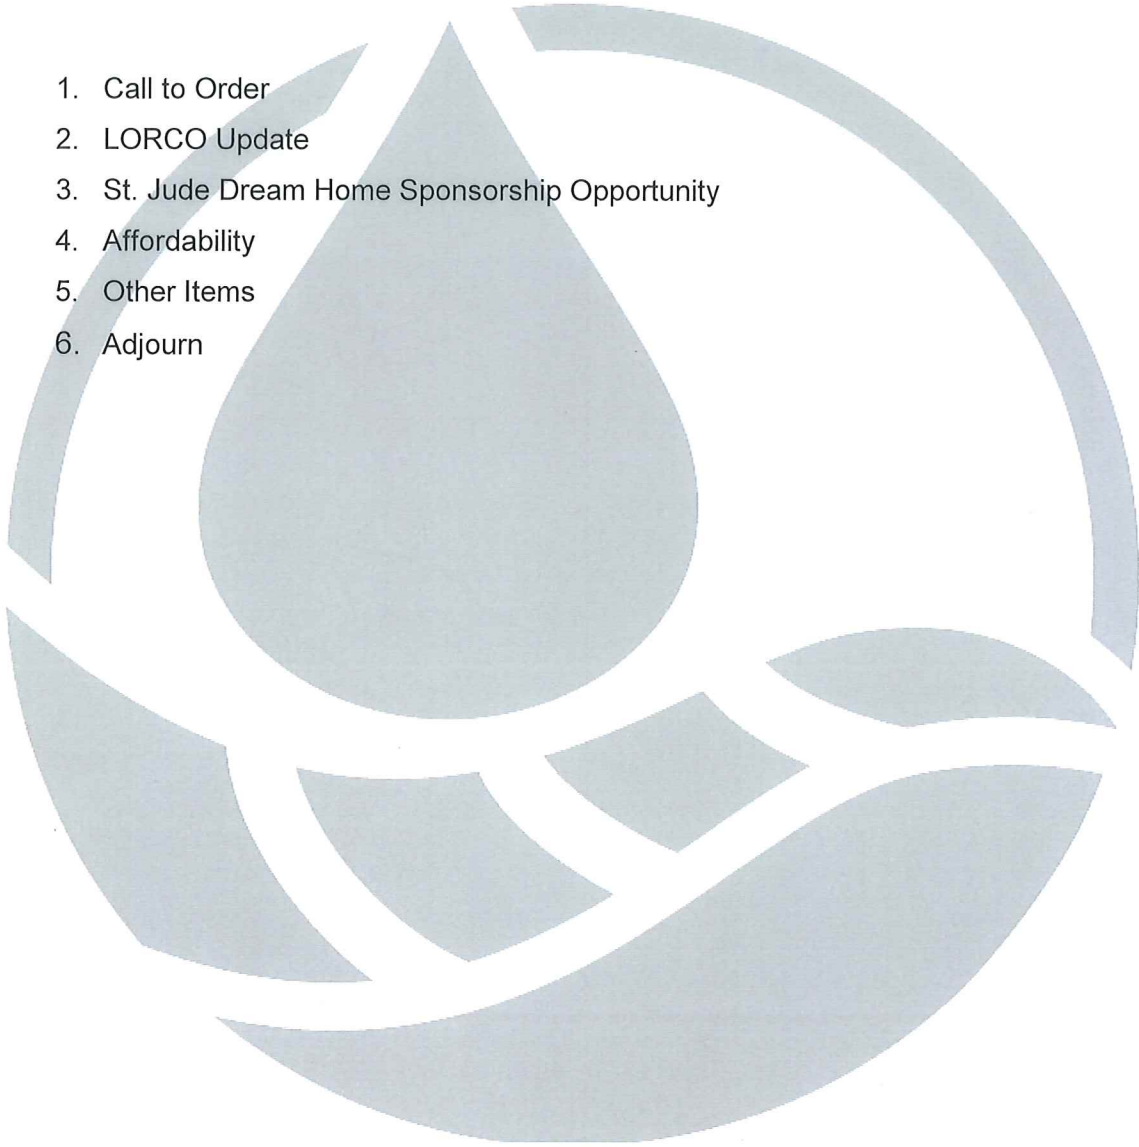 1. Call to Order
2. LORCO Update
3. St. Jude Dream Home Sponsorship Opportunity
4. Affordability
5. Other Items
6. Adjourn